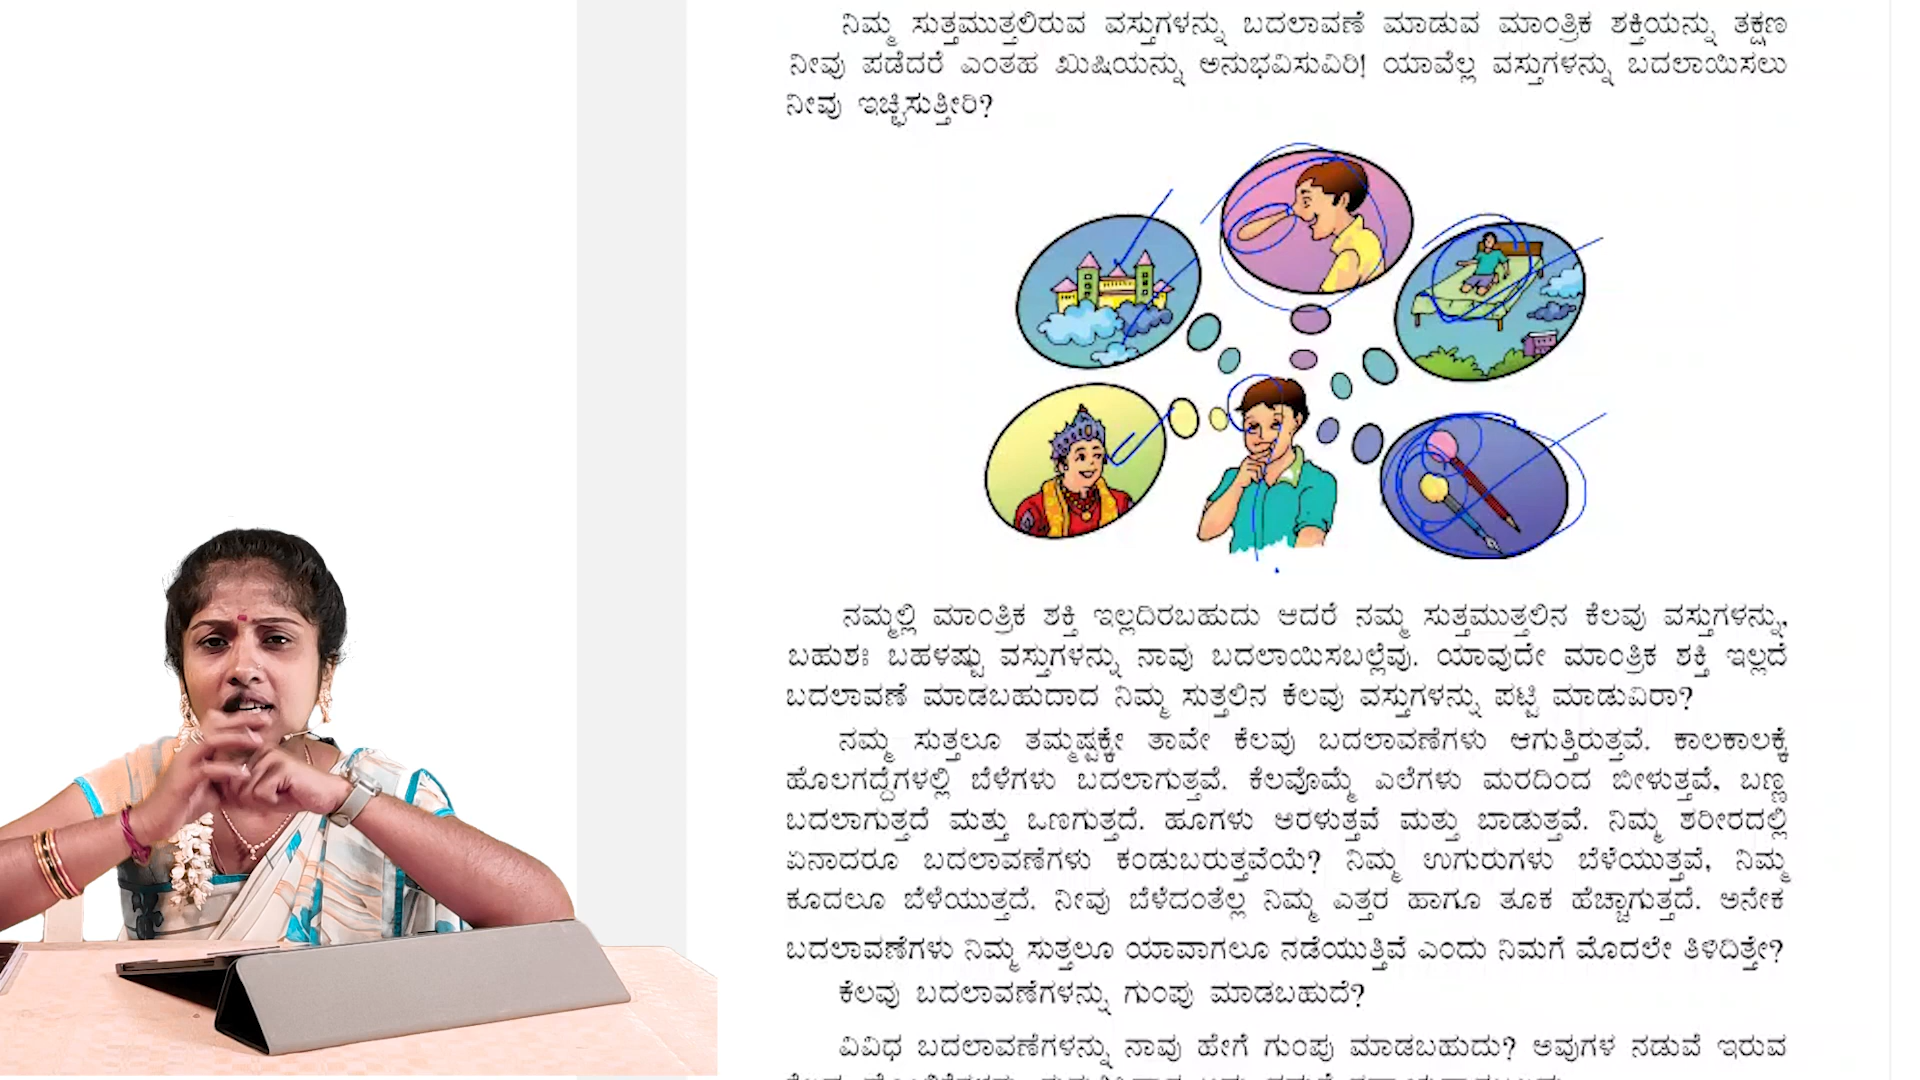 ನಿಮ್ಮ ಸುತ್ತಮುತ್ತಲಿರುವ ವಸ್ತುಗಳನ್ನು ಬದಲಾವಣೆ ಮಾಡುವ ಮಾಂತ್ರಿಕ ಶಕ್ತಿಯನ್ನು ತಕ್ಷಣ
ನೀವು ಪಡೆದರೆ ಎಂತಹ ಖುಷಿಯನ್ನು ಅನುಭವಿಸುವಿರಿ! ಯಾವೆಲ್ಲ ವಸ್ತುಗಳನ್ನು ಬದಲಾಯಿಸಲು
ನೀವು ಇಚ್ಛಿಸುತ್ತೀರಿ?
ನಮ್ಮಲ್ಲಿ ಮಾಂತ್ರಿಕ ಶಕ್ತಿ ಇಲ್ಲದಿರಬಹುದು ಆದರೆ ನಮ್ಮ ಸುತ್ತಮುತ್ತಲಿನ ಕೆಲವು ವಸ್ತುಗಳನ್ನು,
ಬಹುಶಃ ಬಹಳಷ್ಟು ವಸ್ತುಗಳನ್ನು ನಾವು ಬದಲಾಯಿಸಬಲ್ಲೆವು. ಯಾವುದೇ ಮಾಂತ್ರಿಕ ಶಕ್ತಿ ಇಲ್ಲದೆ
ಬದಲಾವಣೆ ಮಾಡಬಹುದಾದ ನಿಮ್ಮ ಸುತ್ತಲಿನ ಕೆಲವು ವಸ್ತುಗಳನ್ನು ಪಟ್ಟಿ ಮಾಡುವಿರಾ?
ನಮ್ಮ ಸುತ್ತಲೂ ತಮ್ಮಷ್ಟಕ್ಕೇ ತಾವೇ ಕೆಲವು ಬದಲಾವಣೆಗಳು ಆಗುತ್ತಿರುತ್ತವೆ. ಕಾಲಕಾಲಕ್ಕೆ
ಹೊಲಗದ್ದೆಗಳಲ್ಲಿ ಬೆಳೆಗಳು ಬದಲಾಗುತ್ತವೆ. ಕೆಲವೊಮ್ಮೆ ಎಲೆಗಳು ಮರದಿಂದ ಬೀಳುತ್ತವೆ, ಬಣ್ಣ
ಬದಲಾಗುತ್ತದೆ ಮತ್ತು ಒಣಗುತ್ತದೆ. ಹೂಗಳು ಅರಳುತ್ತವೆ ಮತ್ತು ಬಾಡುತ್ತವೆ. ನಿಮ್ಮ ಶರೀರದಲ್ಲಿ
ಏನಾದರೂ ಬದಲಾವಣೆಗಳು ಕಂಡುಬರುತ್ತವೆಯೆ? ನಿಮ್ಮ ಉಗುರುಗಳು ಬೆಳೆಯುತ್ತವೆ, ನಿಮ್ಮ
ಕೂದಲೂ ಬೆಳೆಯುತ್ತದೆ. ನೀವು ಬೆಳೆದಂತೆಲ್ಲ ನಿಮ್ಮ ಎತ್ತರ ಹಾಗೂ ತೂಕ ಹೆಚ್ಚಾಗುತ್ತದೆ. ಅನೇಕ
ಬದಲಾವಣೆಗಳು ನಿಮ್ಮ ಸುತ್ತಲೂ ಯಾವಾಗಲೂ ನಡೆಯುತ್ತಿವೆ ಎಂದು ನಿಮಗೆ ಮೊದಲೇ ತಿಳಿದಿತ್ತೇ?
ಕೆಲವು ಬದಲಾವಣೆಗಳನ್ನು ಗುಂಪು ಮಾಡಬಹುದೆ?
ವಿವಿಧ ಬದಲಾವಣೆಗಳನ್ನು ನಾವು ಹೇಗೆ ಗುಂಪು ಮಾಡಬಹುದು? ಅವುಗಳ ನಡುವೆ ಇರುವ